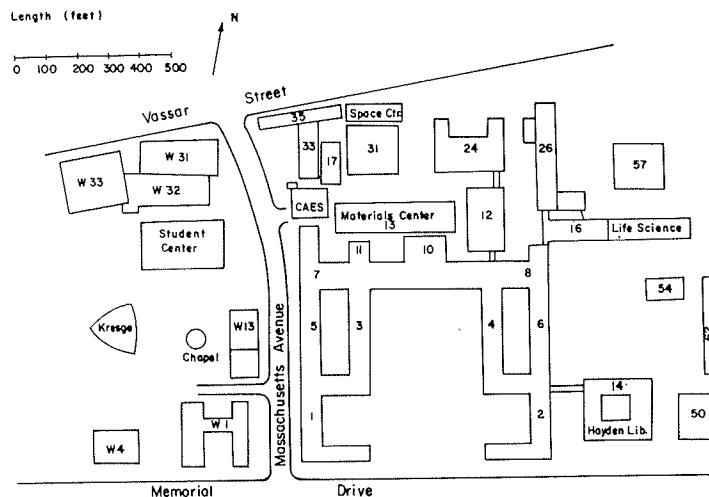 Length (feet)
N
0 100 200 300 400 500
Vassar Street
35
Space Ctr.
W 31
33
17
31
24
26
57
W 33
W 32
CAES
Materials Center
13
12
16
Life Science
Student
Center
11
10
7
8
54
Kresge
Chapel
W13
5
3
4
6
Massachusetts Avenue
14
Hayden Lib.
W 1
1
2
50
W4
Memorial Drive